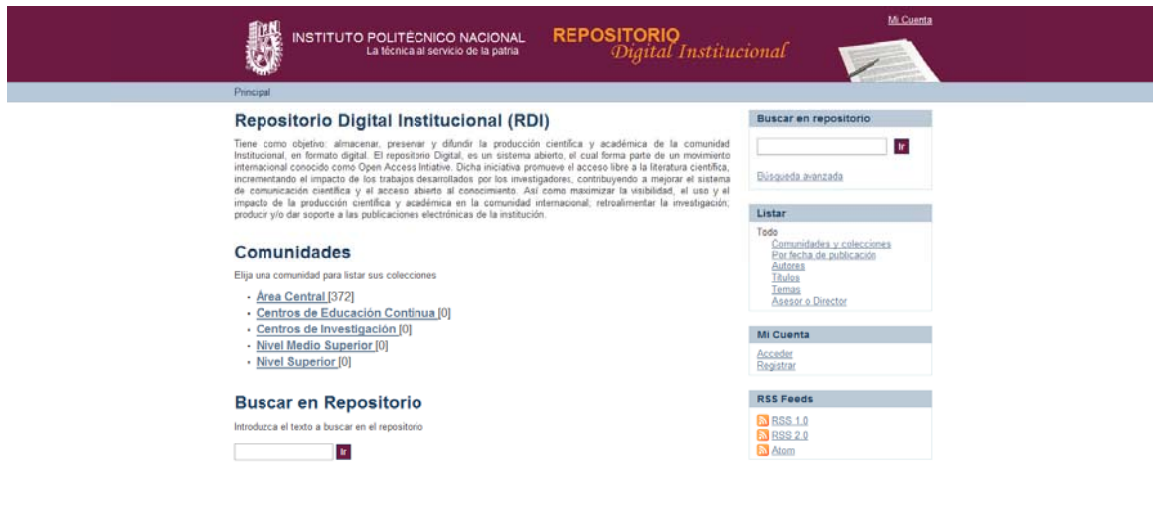 Mi Cuenta
INSTITUTO POLITÉCNICO NACIONAL
La técnica al servicio de la patria
REPOSITORIO
Digital Institucional
Principal
Repositorio Digital Institucional (RDI)
Tiene como objetivo: almacenar, preservar y difundir la producción científica y académica de la comunidad
Institucional, en formato digital. El repositorio Digital, es un sistema abierto, el cual forma parte de un movimiento
internacional conocido como Open Access Intiative. Dicha iniciativa promueve el acceso libre a la literatura científica,
incrementando el impacto de los trabajos desarrollados por los investigadores, contribuyendo a mejorar el sistema
de comunicación científica y el acceso abierto al conocimiento. Así como maximizar la visibilidad, el uso y el
impacto de la producción científica y académica en la comunidad internacional; retroalimentar la investigación;
producir y/o dar soporte a las publicaciones electrónicas de la institución.
Comunidades
Elija una comunidad para listar sus colecciones
Área Central [372]
Centros de Educación Continua [0]
Centros de Investigación [0]
Nivel Medio Superior [0]
Nivel Superior [0]
Buscar en Repositorio
Introduzca el texto a buscar en el repositorio
Ir
Buscar en repositorio
Ir
Búsqueda avanzada
Listar
Todo
Comunidades y colecciones
Por fecha de publicación
Autores
Títulos
Temas
Asesor o Director
Mi Cuenta
Acceder
Registrar
RSS Feeds
RSS 1.0
RSS 2.0
Atom